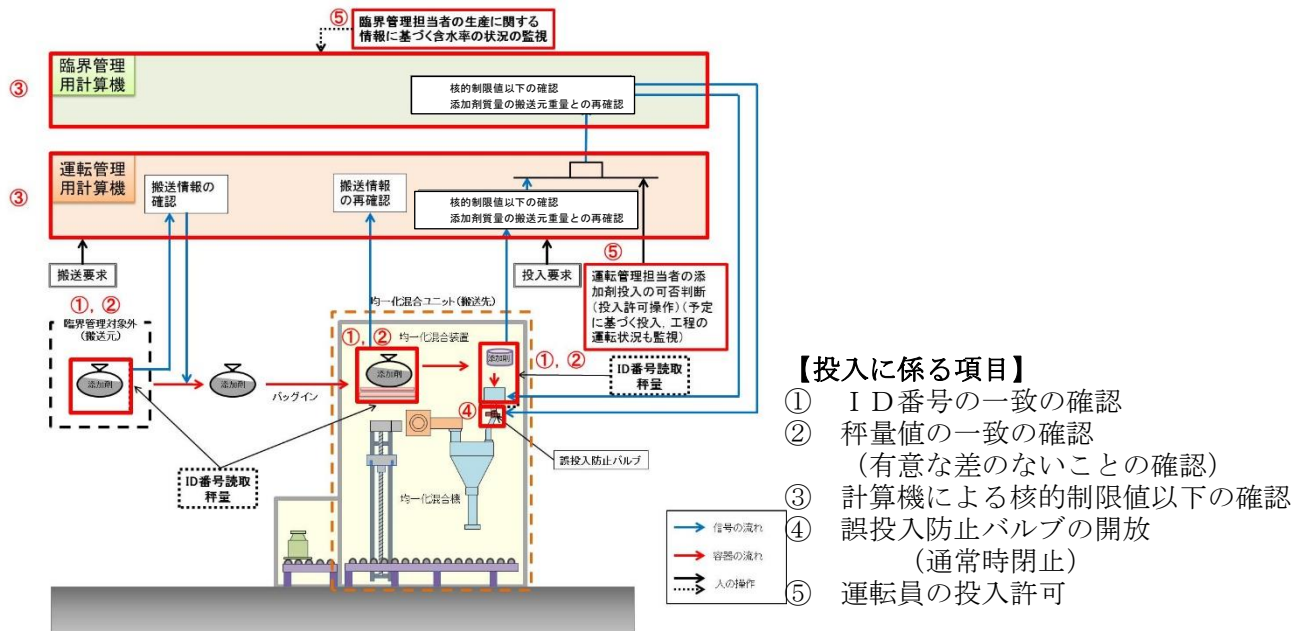 ⑤
臨界管理担当者の生産に関する
情報に基づく含水率の状況の監視
③
臨界管理
用計算機
核的制限値以下の確認
添加剤質量の搬送元重量との再確認
③
運転管理
用計算機
搬送情報の
確認
搬送情報
の再確認
核的制限値以下の確認
添加剤質量の搬送元重量との再確認
搬送要求
投入要求
⑤
運転管理担当者の添
加剤投入の可否判断
(投入許可操作)(予定
に基づく投入,工程の
運転状況も監視)
①, ②
臨界管理対象外
(搬送元)
添加剤
添加剤
バッグイン
ID番号読取
秤量
均一化混合ユニット(搬送先)
均一化混合装置
①, ②
添加剤
添加剤
①, ②
ID番号読取
秤量
④
誤投入防止バルブ
均一化混合機
信号の流れ
容器の流れ
人の操作
【投入に係る項目】
① ID番号の一致の確認
② 秤量値の一致の確認
(有意な差のないことの確認)
③ 計算機による核的制限値以下の確認
④ 誤投入防止バルブの開放
(通常時閉止)
⑤ 運転員の投入許可